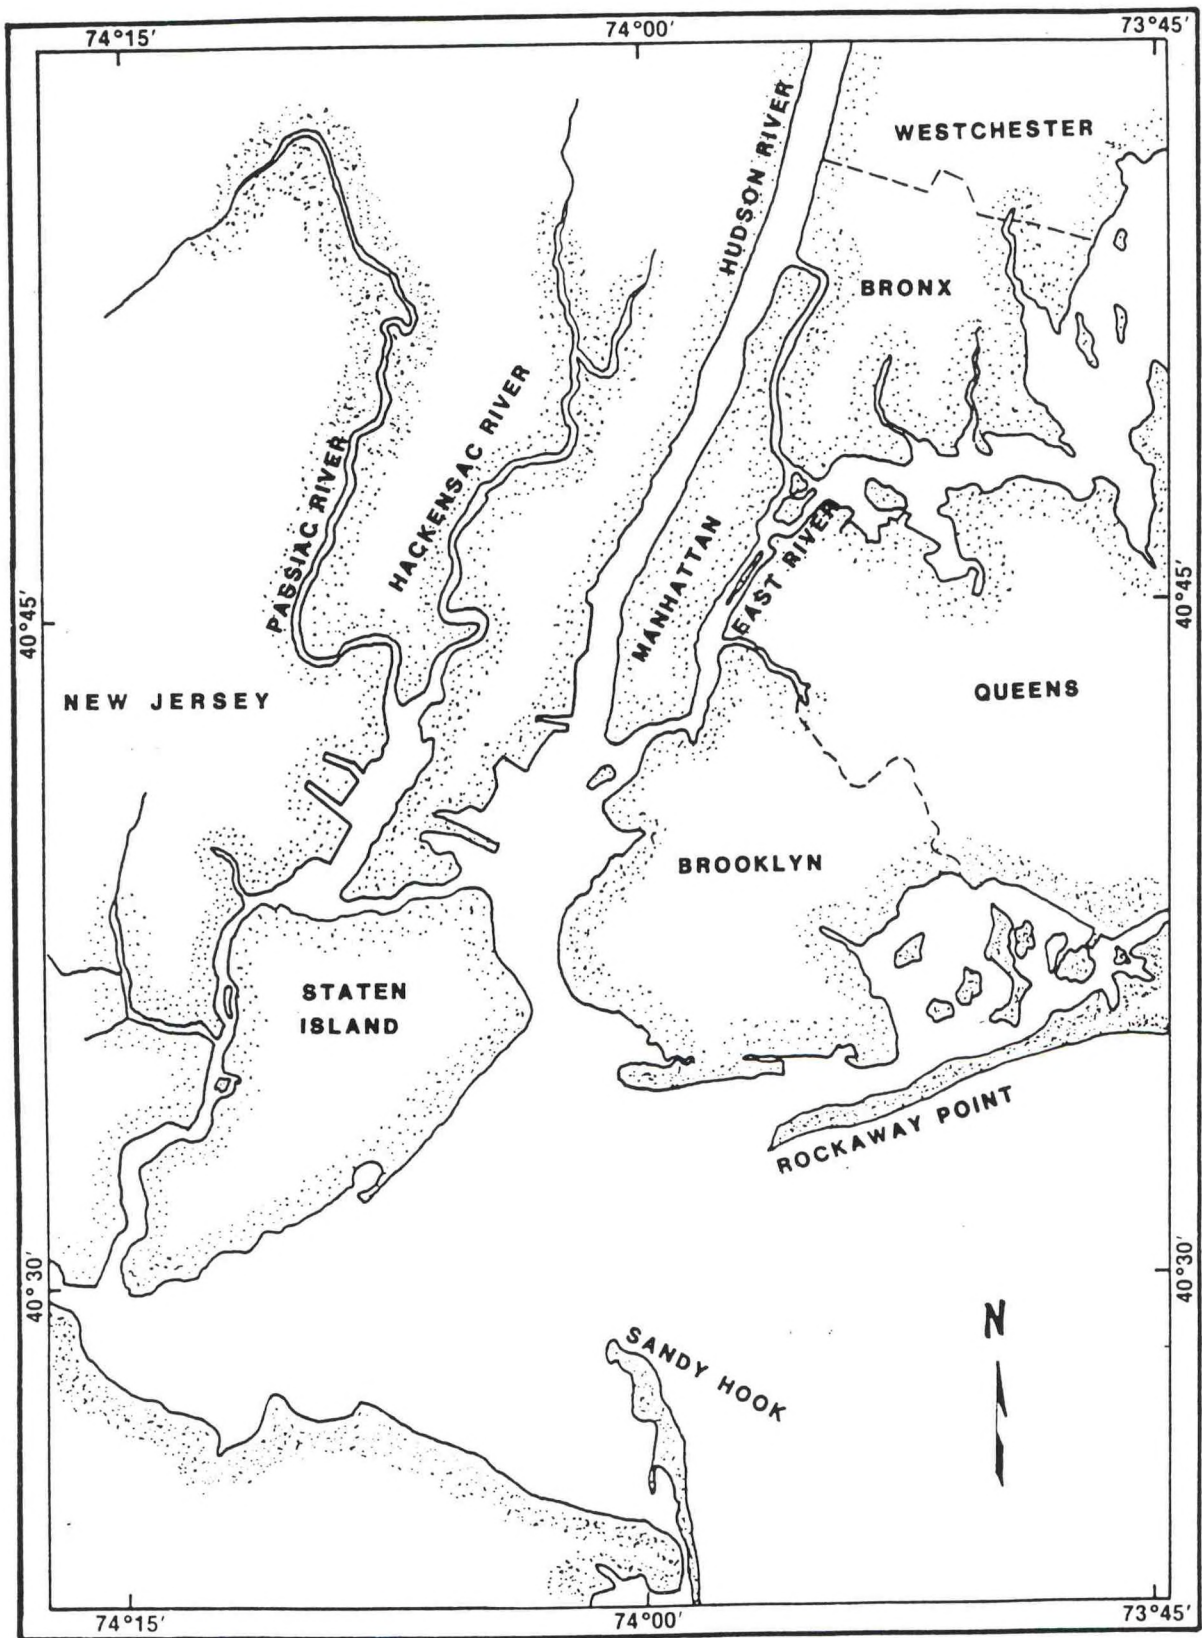 74°15'
74°00'
73°45'
WESTCHESTER
HUDSON RIVER
BRONX
HACKENSAC RIVER
PASSIAC RIVER
MANHATTAN
EAST RIVER
40°45'
40°45'
NEW JERSEY
QUEENS
BROOKLYN
STATEN
ISLAND
ROCKAWAY POINT
40°30'
40°30'
N
SANDY HOOK
74°15'
74°00'
73°45'